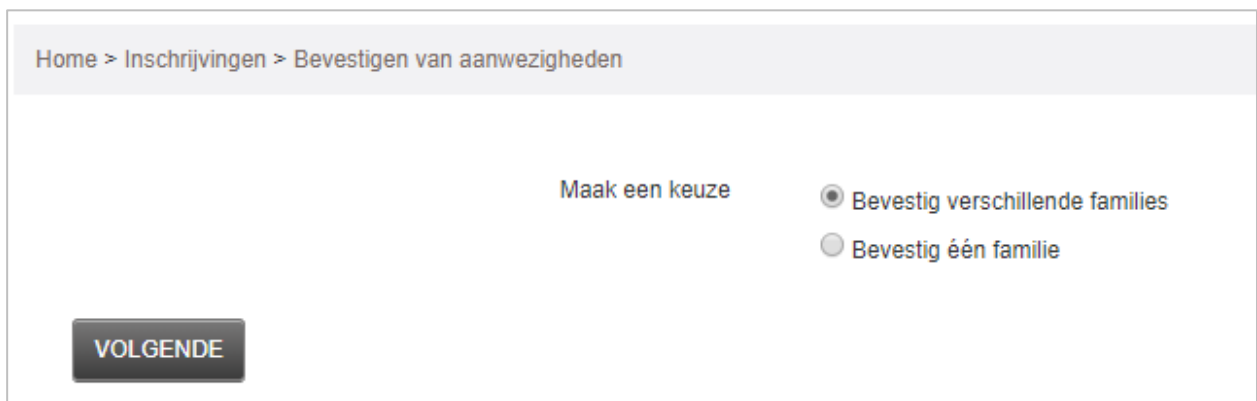 Home > Inschrijvingen > Bevestigen van aanwezigheden
Maak een keuze
Bevestig verschillende families
Bevestig één familie
VOLGENDE